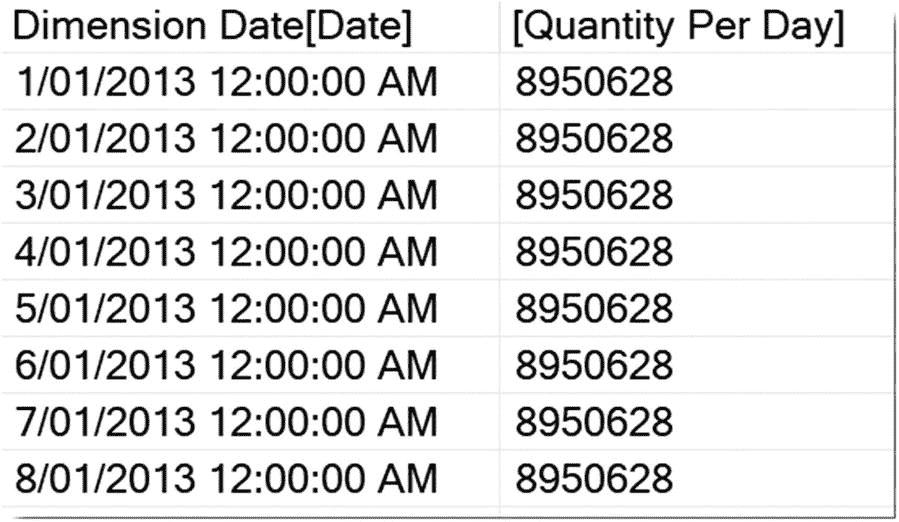 Dimension Date[Date] [Quantity Per Day]
1/01/2013 12:00:00 AM 8950628
2/01/2013 12:00:00 AM 8950628
3/01/2013 12:00:00 AM 8950628
4/01/2013 12:00:00 AM 8950628
5/01/2013 12:00:00 AM 8950628
6/01/2013 12:00:00 AM 8950628
7/01/2013 12:00:00 AM 8950628
8/01/2013 12:00:00 AM 8950628